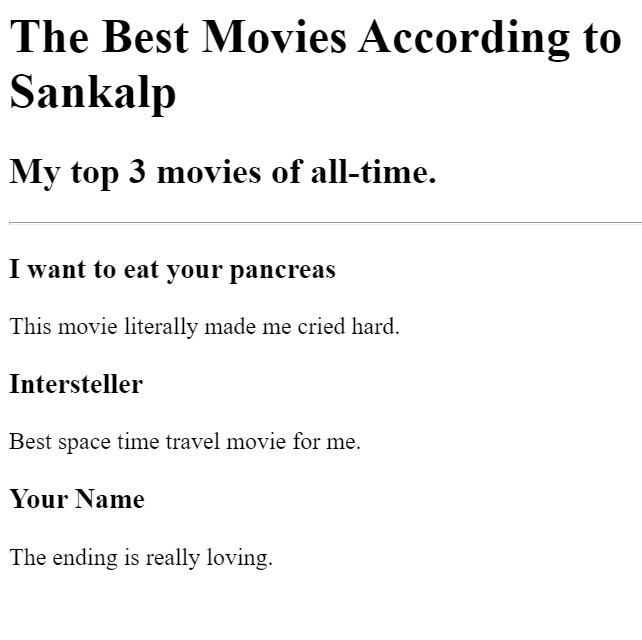 The Best Movies According to
Sankalp
My top 3 movies of all-time.
I want to eat your pancreas
This movie literally made me cried hard.
Intersteller
Best space time travel movie for me.
Your Name
The ending is really loving.